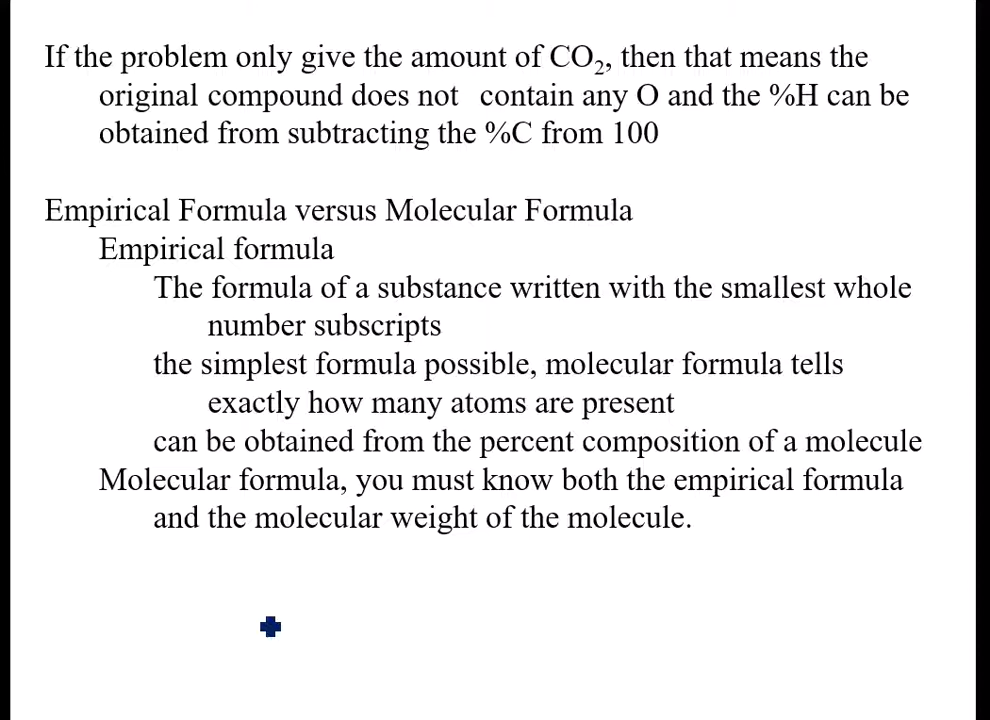 If the problem only give the amount of CO₂, then that means the
original compound does not contain any O and the %H can be
obtained from subtracting the %C from 100
Empirical Formula versus Molecular Formula
Empirical formula
The formula of a substance written with the smallest whole
number subscripts
the simplest formula possible, molecular formula tells
exactly how many atoms are present
can be obtained from the percent composition of a molecule
Molecular formula, you must know both the empirical formula
and the molecular weight of the molecule.